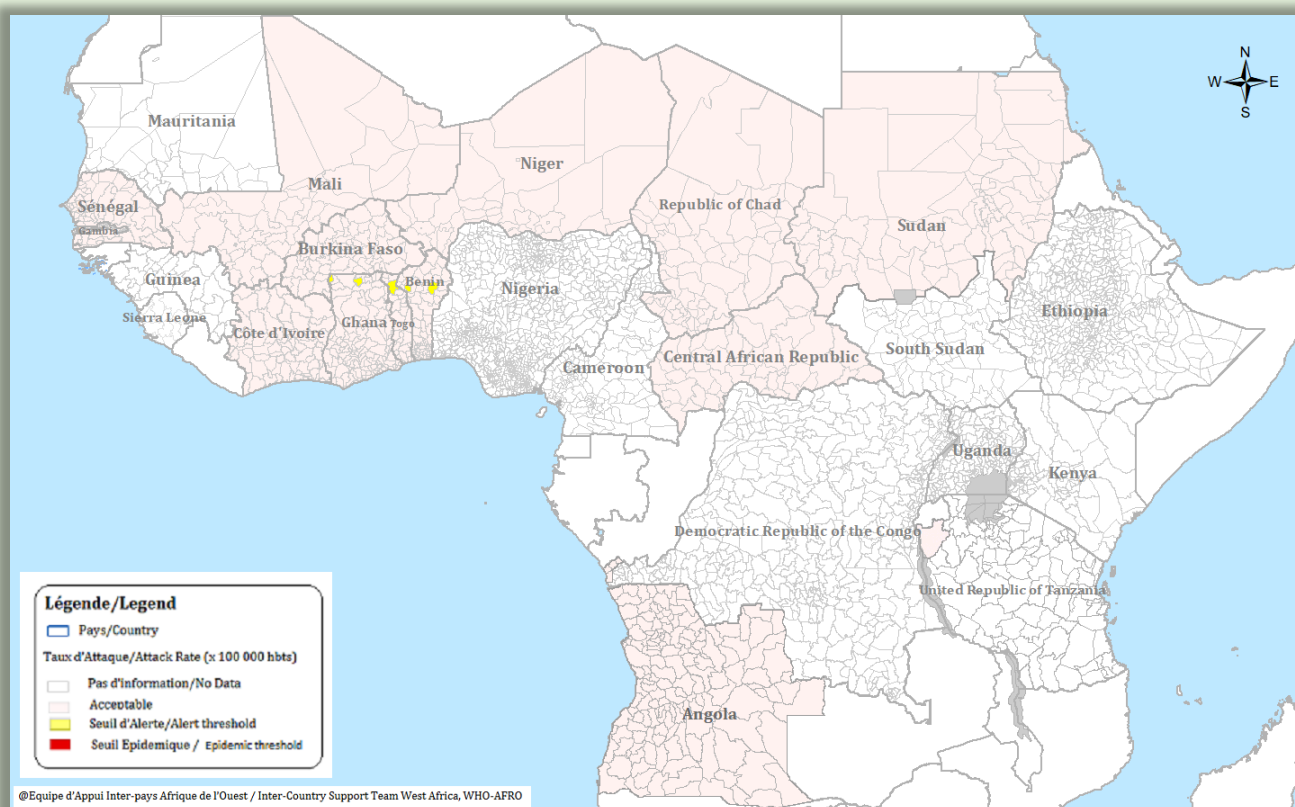 N
W E
S
Mauritania
Mali
Niger
Republic of Chad
Sudan
Sénégal
Gambia
Burkina Faso
Guinea
Benin
Nigeria
Ethiopia
Sierra Leone
Côte d'Ivoire
Ghana
Togo
Cameroon
Central African Republic
South Sudan
Uganda
Kenya
Democratic Republic of the Congo
United Republic of Tanzania
Angola
Légende/Legend
Pays/Country
Taux d'Attaque/Attack Rate (x 100 000 hbts)
Pas d'information/No Data
Acceptable
Seuil d'Alerte/Alert threshold
Seuil Epidemique / Epidemic threshold
@Equipe d'Appui Inter-pays Afrique de l'Ouest / Inter-Country Support Team West Africa, WHO-AFRO